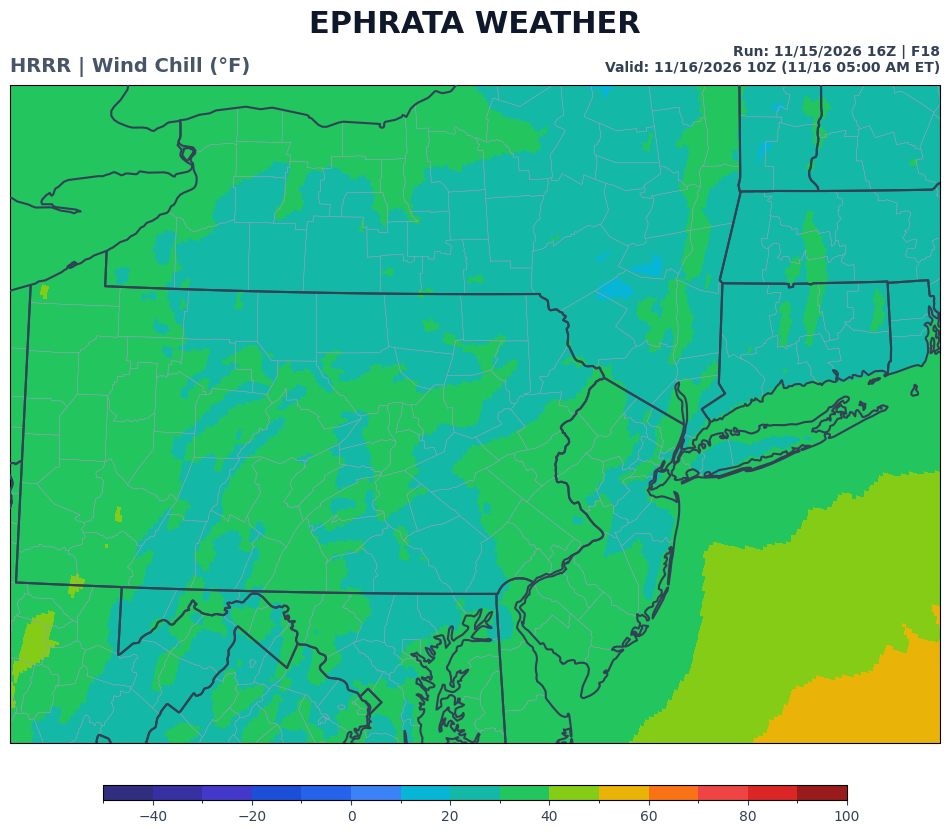 EPHRATA WEATHER
HRRR | Wind Chill (°F)
Run: 11/15/2026 16Z | F18
Valid: 11/16/2026 10Z (11/16 05:00 AM ET)
−40 −20 0 20 40 60 80 100